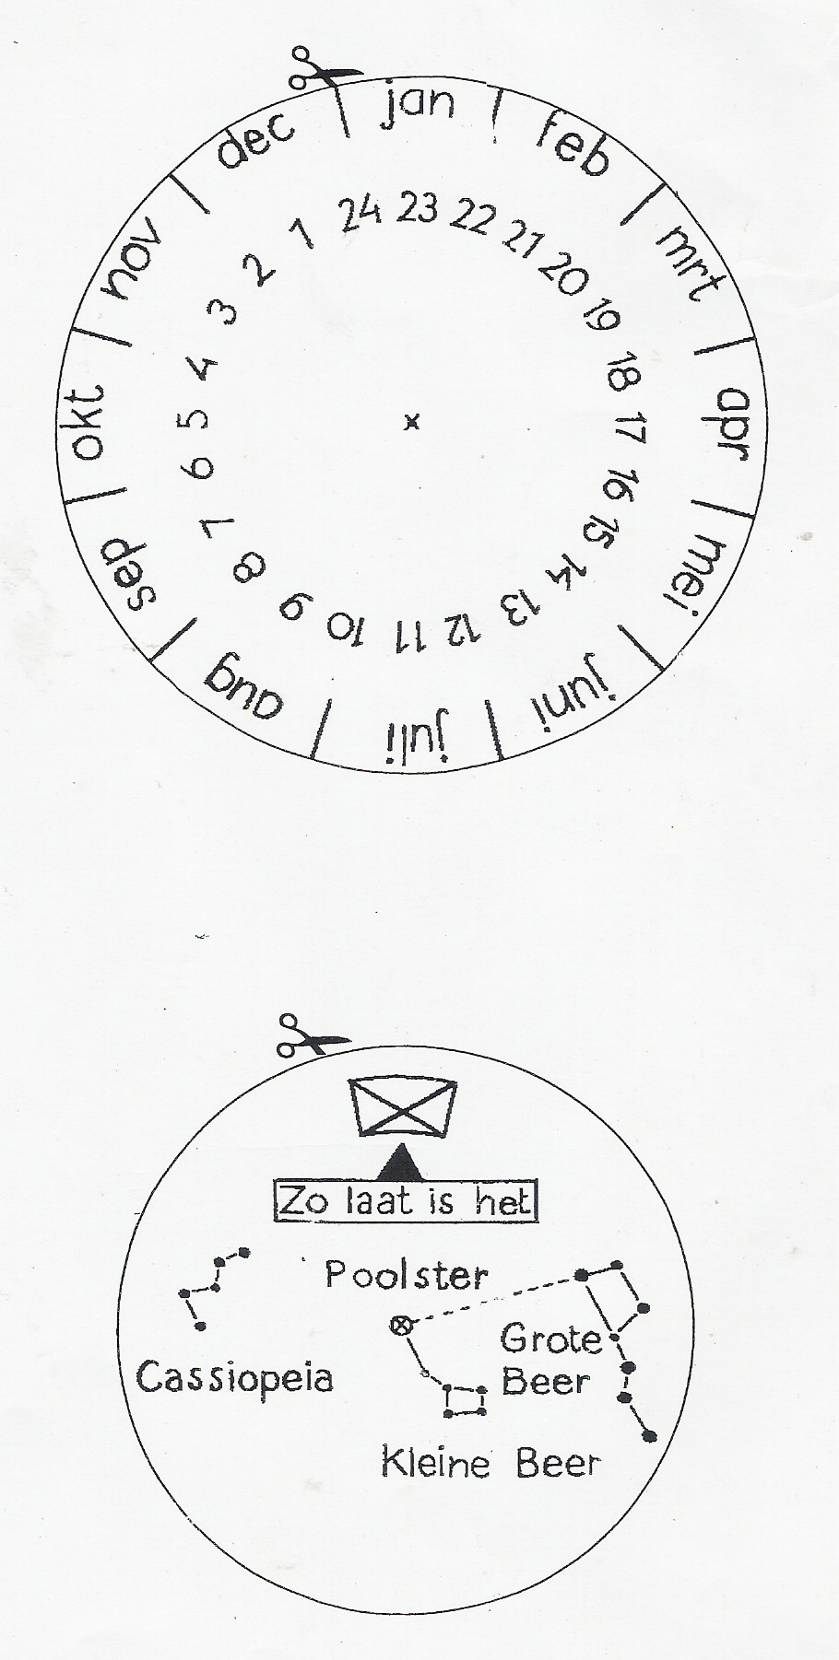 jan
feb
mrt
apr
mei
juni
juli
aug
sep
okt
nov
dec
24
23
22
21
20
19
18
17
16
15
14
13
12
11
10
9
8
7
6
5
4
3
2
1
x
Zo laat is het
Poolster
Grote
Beer
Cassiopeia
Kleine Beer